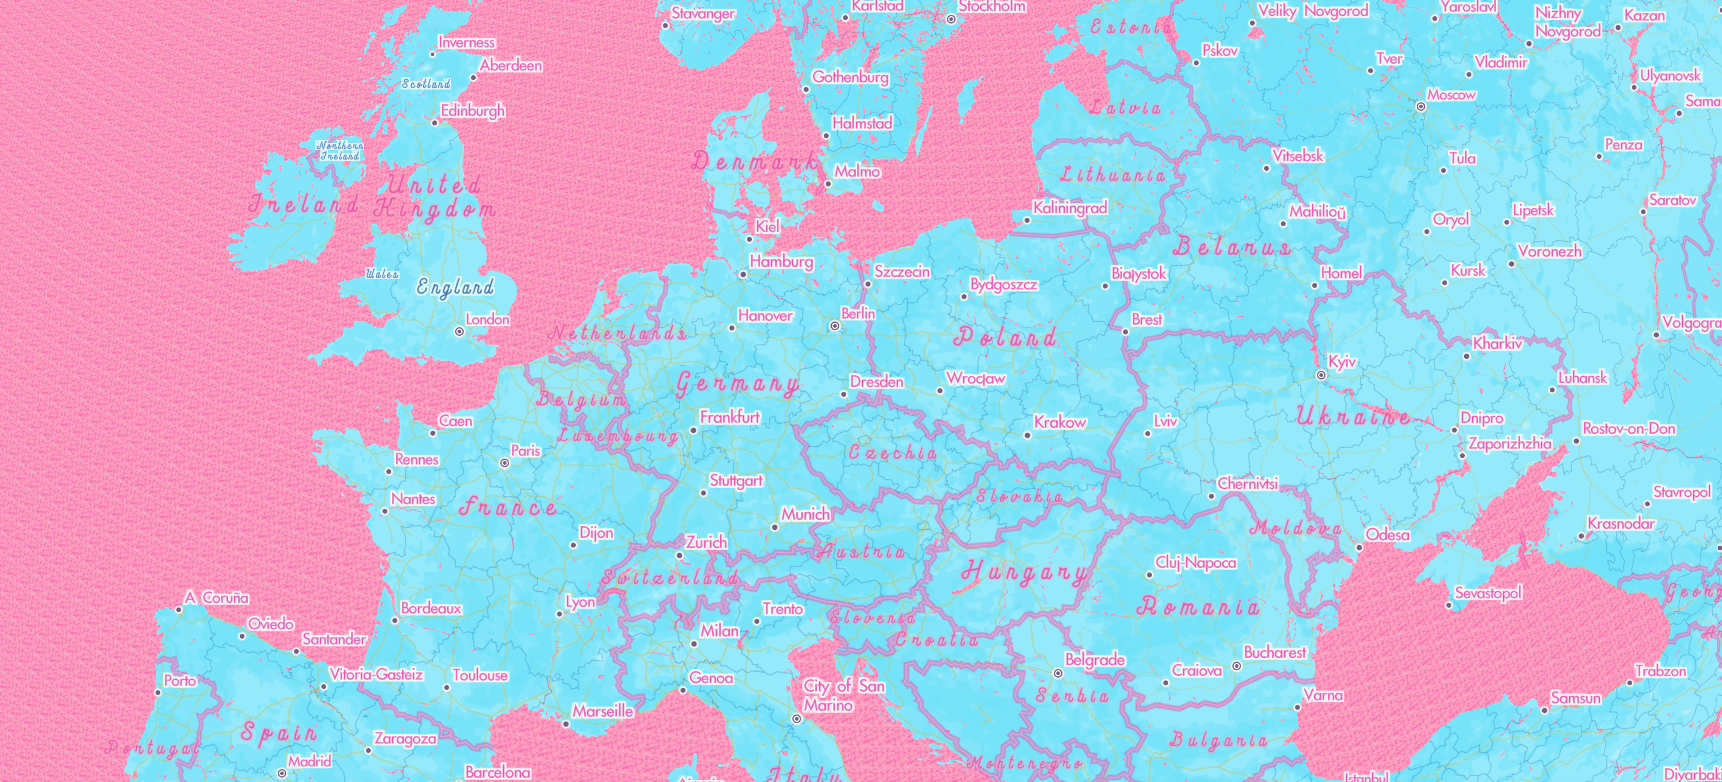 Stavanger
Karlstad
Stockholm
Estonia
Veliky Novgorod
Yaroslavl
Nizhny
Novgorod
Kazan
Inverness
Aberdeen
Scotland
Edinburgh
Gothenburg
Pskov
Tver
Vladimir
Ulyanovsk
Moscow
Sama
Latvia
Halmstad
Northern
Ireland
Denmark
Malmo
Lithuania
Vitsebsk
Tula
Penza
United
Kingdom
Ireland
Kaliningrad
Mahilioŭ
Oryol
Lipetsk
Saratov
Kiel
Belarus
Voronezh
Wales
England
Hamburg
Szczecin
Bydgoszcz
Białystok
Homel
Kursk
London
Netherlands
Hanover
Berlin
Poland
Brest
Kharkiv
Volgogra
Kyiv
Germany
Dresden
Wrocław
Luhansk
Belgium
Caen
Frankfurt
Krakow
Lviv
Ukraine
Dnipro
Zaporizhzhia
Rostov-on-Don
Luxembourg
Rennes
Paris
Czechia
Stuttgart
Chernivtsi
Slovakia
Nantes
France
Munich
Moldova
Stavropol
Krasnodar
Dijon
Zurich
Austria
Odesa
Switzerland
Hungary
Cluj-Napoca
Sevastopol
Georg
A Coruña
Oviedo
Santander
Bordeaux
Lyon
Trento
Slovenia
Romania
Milan
Croatia
Belgrade
Bucharest
Porto
Vitoria-Gasteiz
Toulouse
Genoa
City of San
Marino
Serbia
Craiova
Varna
Samsun
Trabzon
Marseille
Portugal
Spain
Zaragoza
Bulgaria
Madrid
Barcelona
Italy
Montenegro
Istanbul
Diyarbak